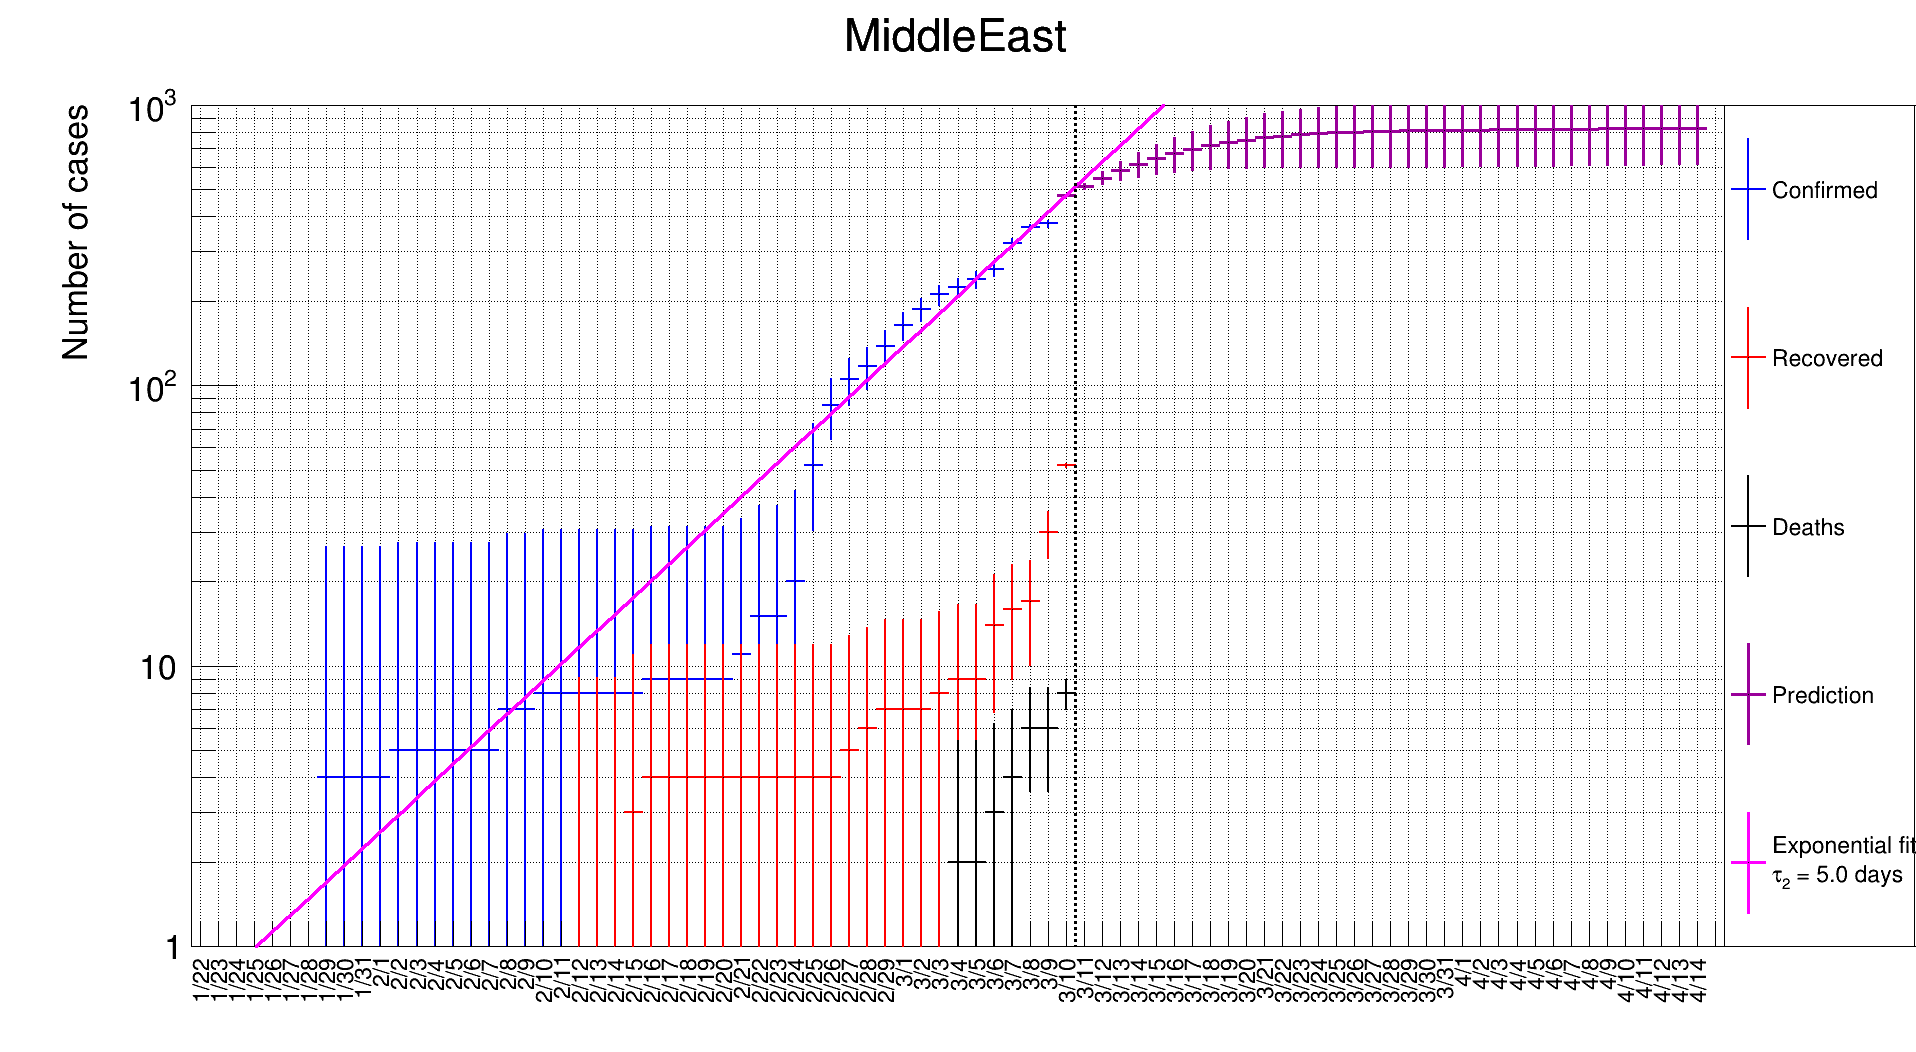 MiddleEast
Number of cases
10³
10²
10
1
1/22 1/23 1/24 1/25 1/26 1/27 1/28 1/29 1/30 1/31 2/1 2/2 2/3 2/4 2/5 2/6 2/7 2/8 2/9 2/10 2/11 2/12 2/13 2/14 2/15 2/16 2/17 2/18 2/19 2/20 2/21 2/22 2/23 2/24 2/25 2/26 2/27 2/28 2/29 3/1 3/2 3/3 3/4 3/5 3/6 3/7 3/8 3/9 3/10 3/11 3/12 3/13 3/14 3/15 3/16 3/17 3/18 3/19 3/20 3/21 3/22 3/23 3/24 3/25 3/26 3/27 3/28 3/29 3/30 3/31 4/1 4/2 4/3 4/4 4/5 4/6 4/7 4/8 4/9 4/10 4/11 4/12 4/13 4/14
Confirmed
Recovered
Deaths
Prediction
Exponential fit
τ₂ = 5.0 days